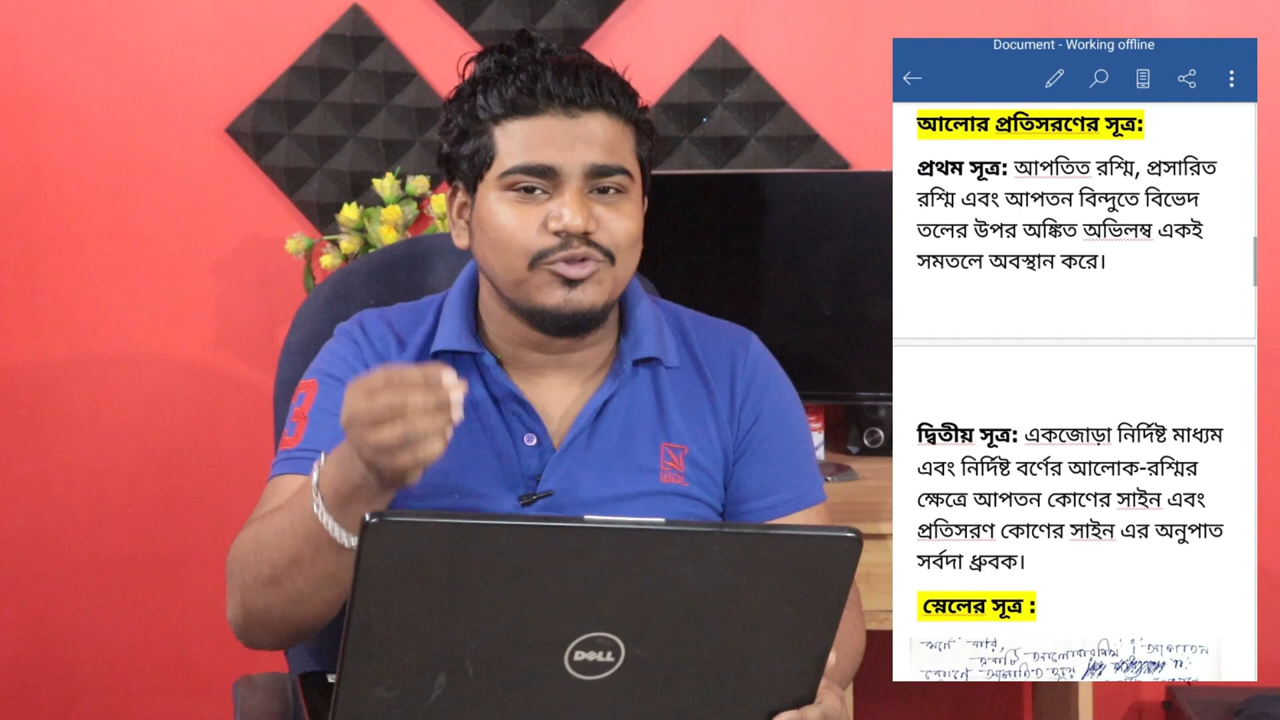 Document - Working offline
আলোর প্রতিসরণের সূত্র:
প্রথম সূত্র: আপতিত রশ্মি, প্রসারিত
রশ্মি এবং আপতন বিন্দুতে বিভেদ
তলের উপর অঙ্কিত অভিলম্ব একই
সমতলে অবস্থান করে।
দ্বিতীয় সূত্র: একজোড়া নির্দিষ্ট মাধ্যম
এবং নির্দিষ্ট বর্ণের আলোক-রশ্মির
ক্ষেত্রে আপতন কোণের সাইন এবং
প্রতিসরণ কোণের সাইন এর অনুপাত
সর্বদা ধ্রুবক।
স্নেলের সূত্র :
3
DELL